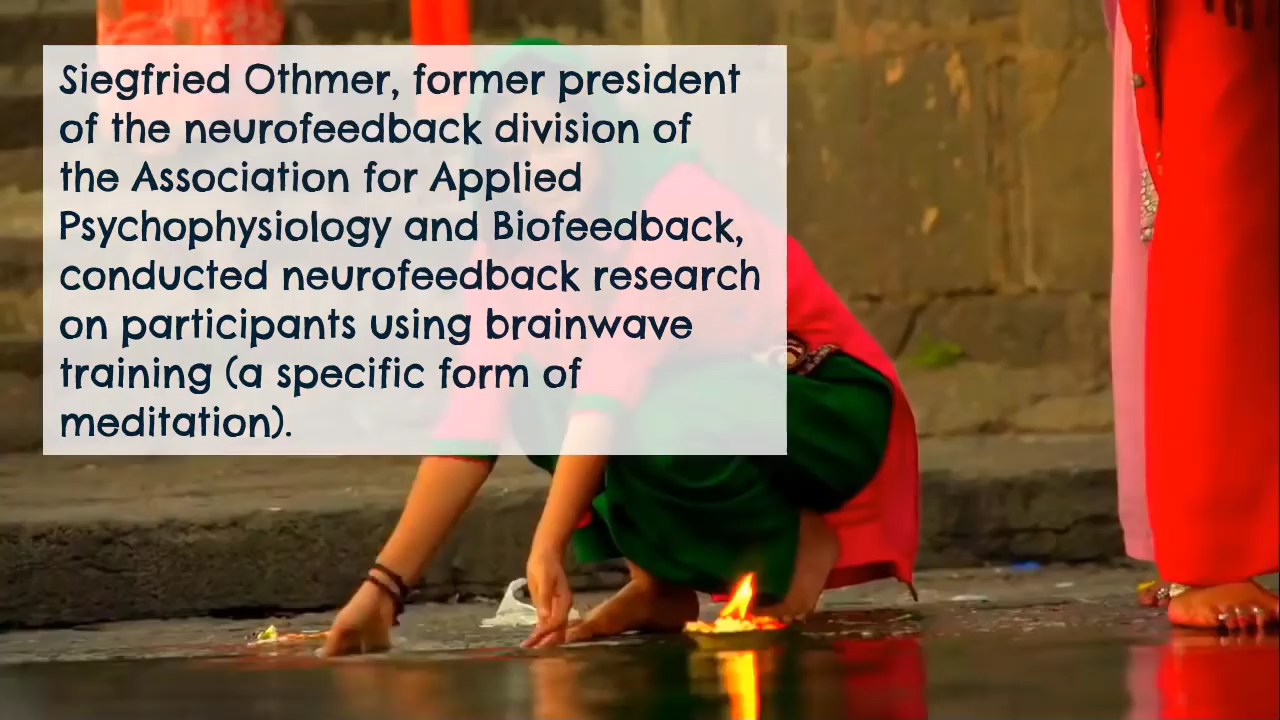 Siegfried Othmer, former president
of the neurofeedback division of
the Association for Applied
Psychophysiology and Biofeedback,
conducted neurofeedback research
on participants using brainwave
training (a specific form of
meditation).